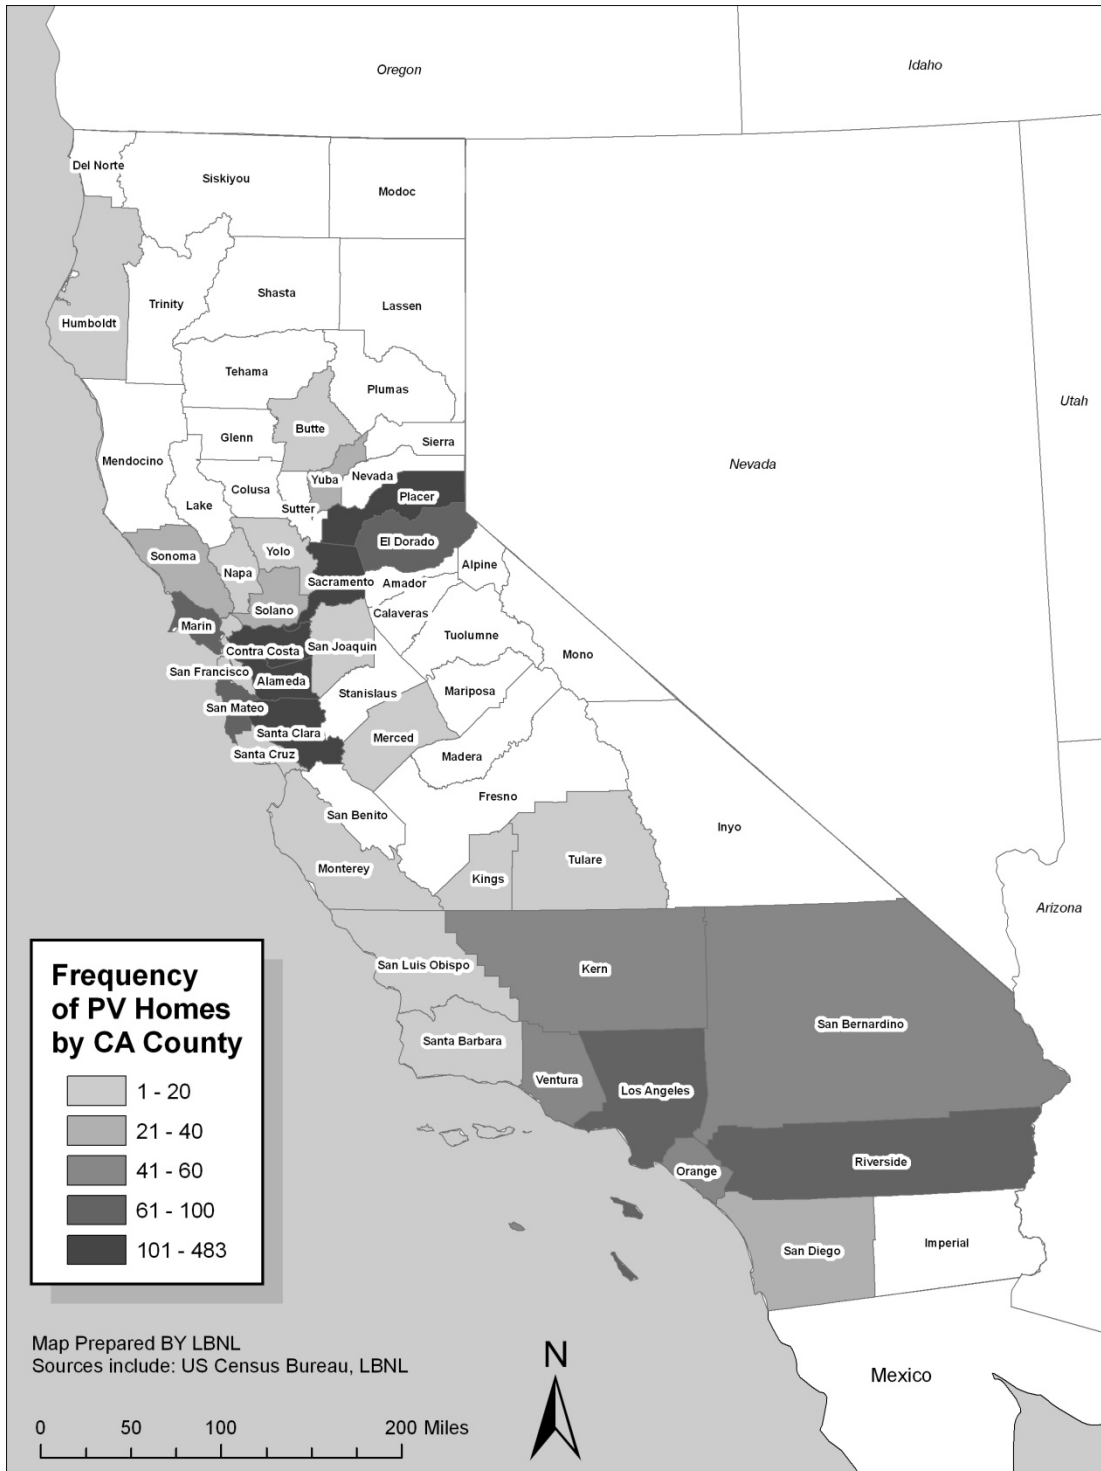 Oregon
Idaho
Del Norte
Siskiyou
Modoc
Humboldt
Trinity
Shasta
Lassen
Tehama
Plumas
Mendocino
Glenn
Butte
Sierra
Utah
Nevada
Lake
Colusa
Sutter
Yuba
Nevada
Placer
Sonoma
Napa
Yolo
El Dorado
Sacramento
Amador
Alpine
Marin
Solano
Calaveras
Contra Costa
San Joaquin
Tuolumne
Mono
San Francisco
Alameda
Stanislaus
Mariposa
San Mateo
Santa Clara
Merced
Santa Cruz
Madera
Fresno
San Benito
Inyo
Monterey
Kings
Tulare
Arizona
San Luis Obispo
Kern
San Bernardino
Santa Barbara
Ventura
Los Angeles
Orange
Riverside
San Diego
Imperial
Mexico
Frequency
of PV Homes
by CA County
1 - 20
21 - 40
41 - 60
61 - 100
101 - 483
Map Prepared BY LBNL
Sources include: US Census Bureau, LBNL
N
0 50 100 200 Miles